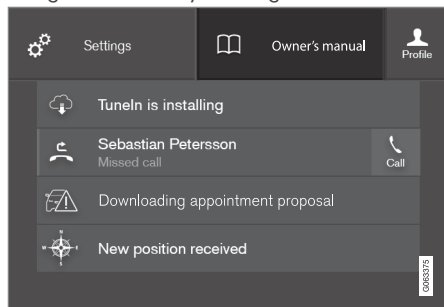 Settings
Owner's manual
Profile
TuneIn is installing
Sebastian Petersson
Missed call
Call
Downloading appointment proposal
New position received
G063375